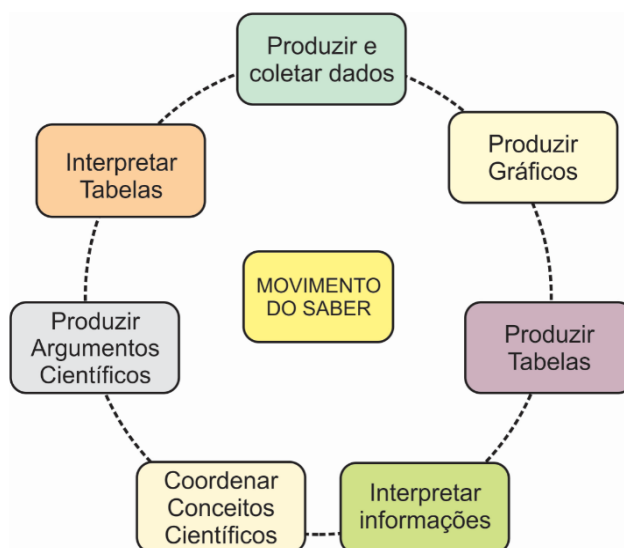 Produzir e
coletar dados
Produzir
Gráficos
Produzir
Tabelas
Interpretar
informações
Coordenar
Conceitos
Científicos
Produzir
Argumentos
Científicos
Interpretar
Tabelas
MOVIMENTO
DO SABER